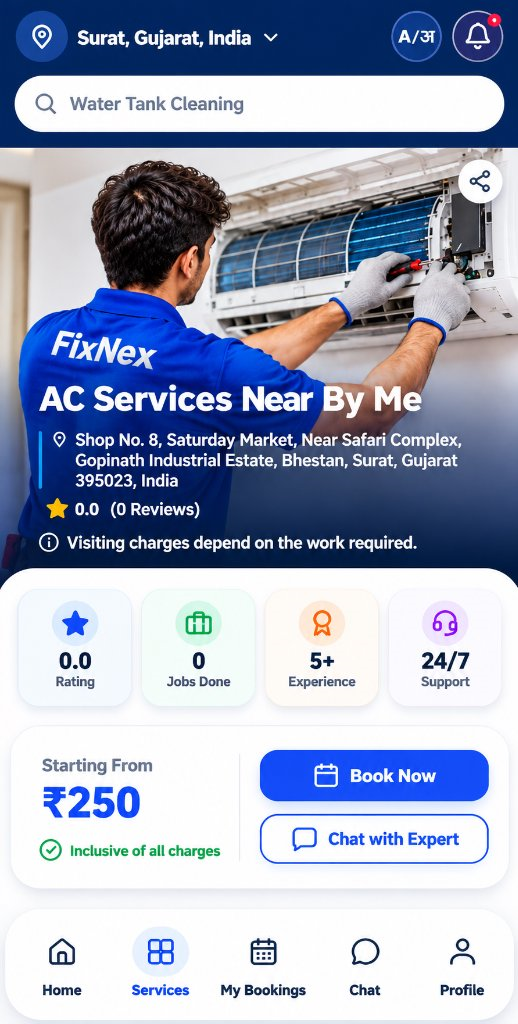 Surat, Gujarat, India
A/अ
Water Tank Cleaning
FixNex
AC Services Near By Me
Shop No. 8, Saturday Market, Near Safari Complex,
Gopinath Industrial Estate, Bhestan, Surat, Gujarat
395023, India
0.0 (0 Reviews)
Visiting charges depend on the work required.
0.0
Rating
0
Jobs Done
5+
Experience
24/7
Support
Starting From
₹250
Inclusive of all charges
Book Now
Chat with Expert
Home
Services
My Bookings
Chat
Profile